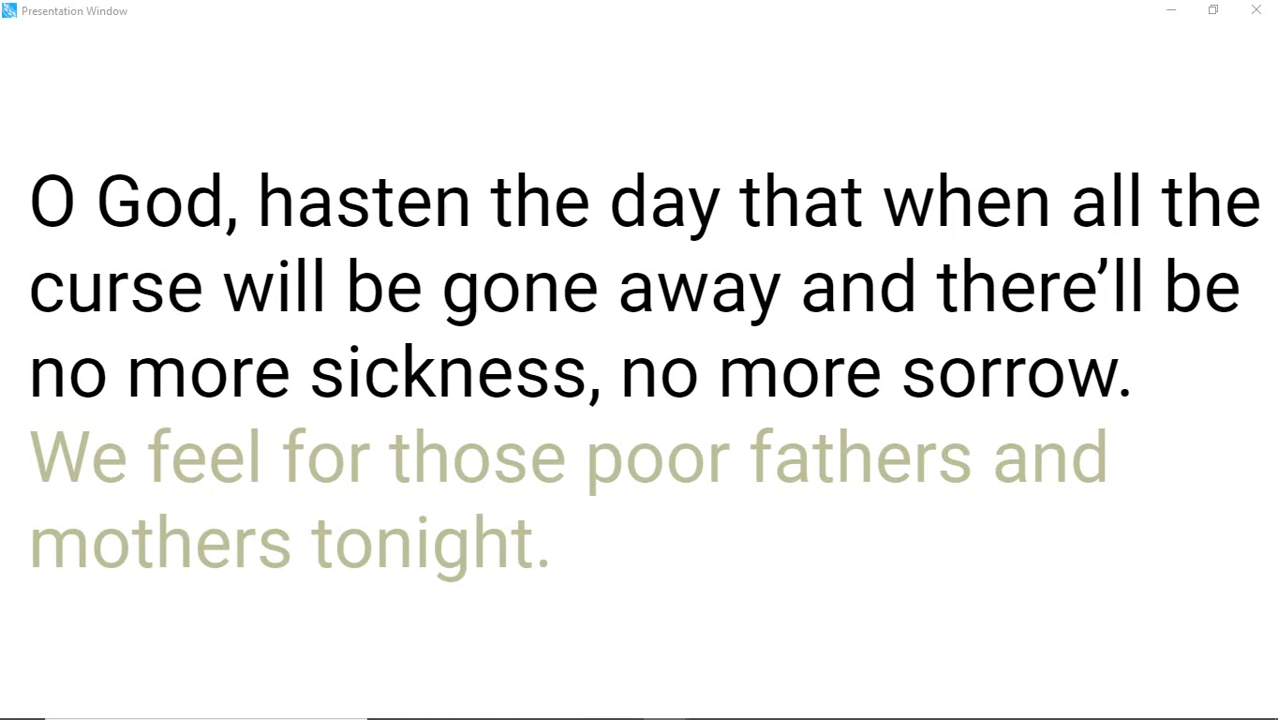 Presentation Window
O God, hasten the day that when all the
curse will be gone away and there’ll be
no more sickness, no more sorrow.
We feel for those poor fathers and
mothers tonight.